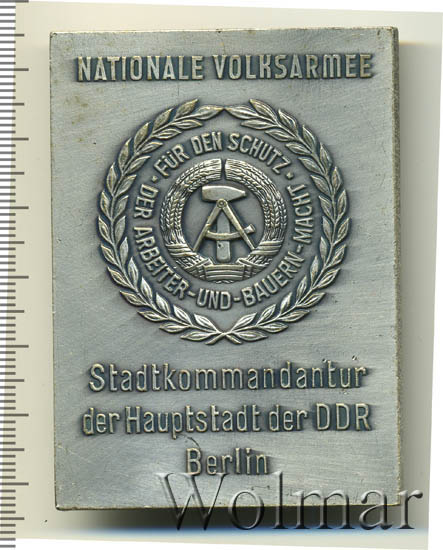 NATIONALE VOLKSARMEE
· FÜR DEN SCHUTZ ·
DER ARBEITER-UND-BAUERN-MACHT
Stadtkommandantur
der Hauptstadt der DDR
Berlin
Wolmar